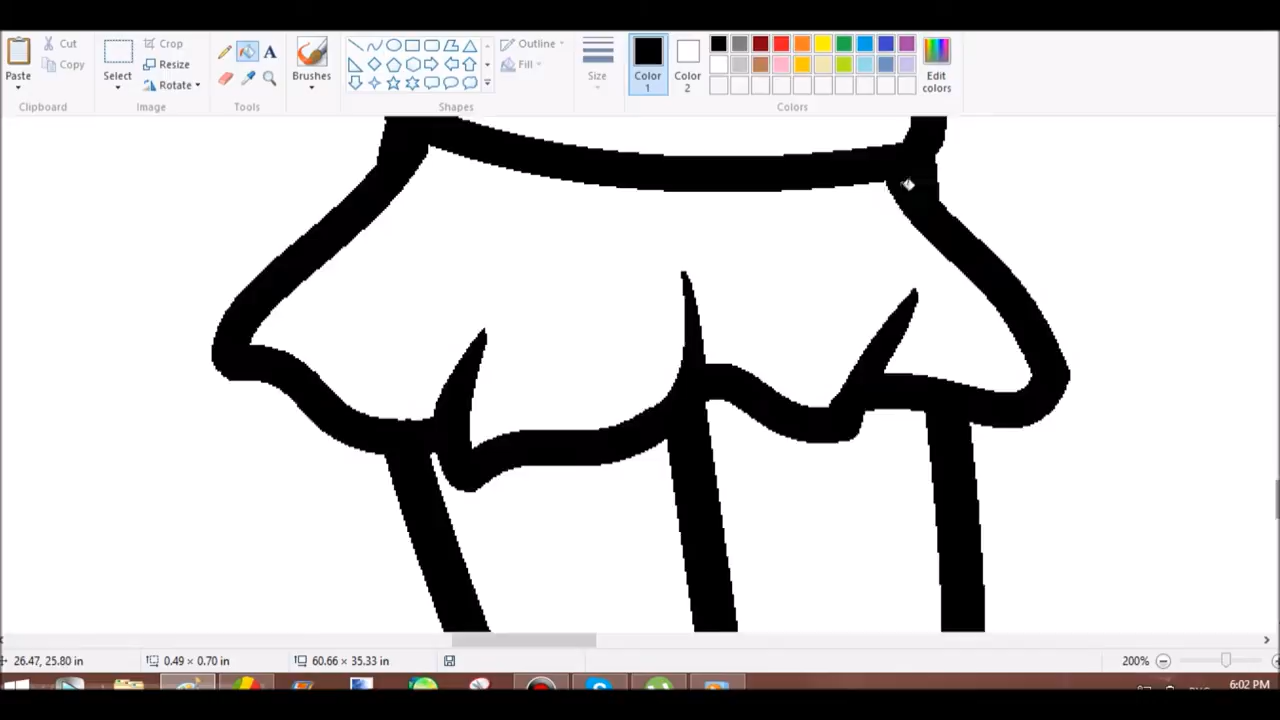 Cut Crop Outline
Copy Resize Fill
Paste Select Rotate A Brushes Size Color 1 Color 2 Edit colors
Clipboard Image Tools Shapes Colors
26.47, 25.80 in 0.49 × 0.70 in 60.66 × 35.33 in 200%
6:02 PM